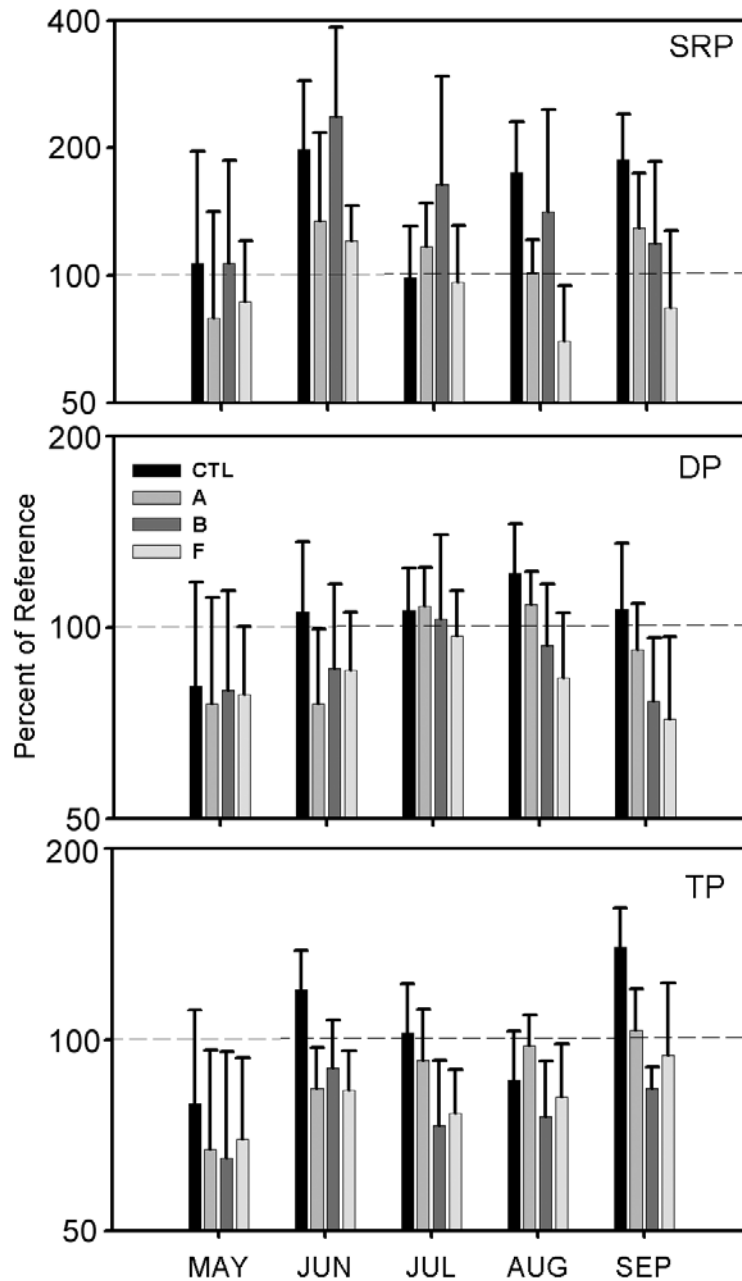 400
SRP
200
100
50
200
DP
CTL
A
B
F
100
50
Percent of Reference
200
TP
100
50
MAY JUN JUL AUG SEP